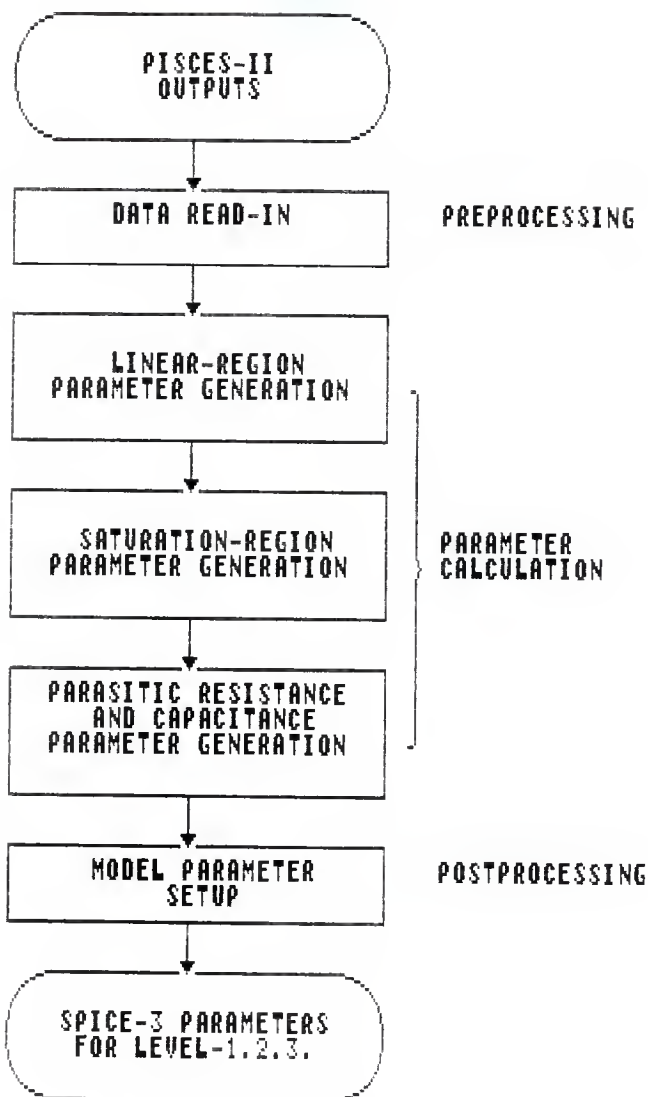 PISCES-II
OUTPUTS
DATA READ-IN
PREPROCESSING
LINEAR-REGION
PARAMETER GENERATION
SATURATION-REGION
PARAMETER GENERATION
PARAMETER
CALCULATION
PARASITIC RESISTANCE
AND CAPACITANCE
PARAMETER GENERATION
MODEL PARAMETER
SETUP
POSTPROCESSING
SPICE-3 PARAMETERS
FOR LEVEL-1.2.3.